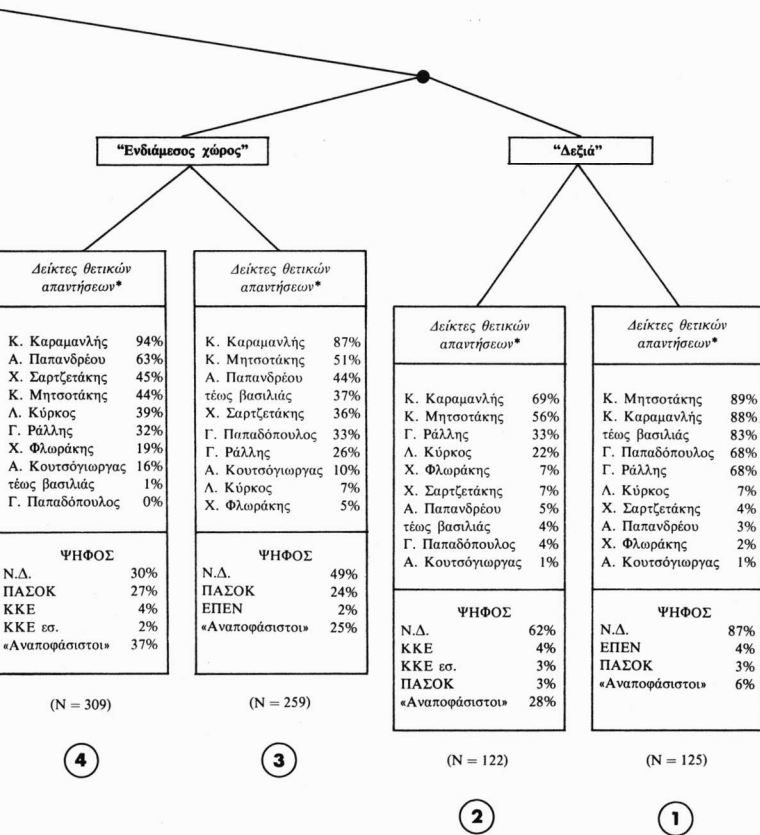 “Ενδιάμεσος χώρος”
“Δεξιά”
Δείκτες θετικών
απαντήσεων*
Κ. Καραμανλής 94%
Α. Παπανδρέου 63%
Χ. Σαρτζετάκης 45%
Κ. Μητσοτάκης 44%
Λ. Κύρκος 39%
Γ. Ράλλης 32%
Χ. Φλωράκης 19%
Α. Κουτσόγιωργας 16%
τέως βασιλιάς 1%
Γ. Παπαδόπουλος 0%
ΨΗΦΟΣ
Ν.Δ. 30%
ΠΑΣΟΚ 27%
ΚΚΕ 4%
ΚΚΕ εσ. 2%
«Αναποφάσιστοι» 37%
(Ν = 309)
4
Δείκτες θετικών
απαντήσεων*
Κ. Καραμανλής 87%
Κ. Μητσοτάκης 51%
Α. Παπανδρέου 44%
τέως βασιλιάς 37%
Χ. Σαρτζετάκης 36%
Γ. Παπαδόπουλος 33%
Γ. Ράλλης 26%
Α. Κουτσόγιωργας 10%
Λ. Κύρκος 7%
Χ. Φλωράκης 5%
ΨΗΦΟΣ
Ν.Δ. 49%
ΠΑΣΟΚ 24%
ΕΠΕΝ 2%
«Αναποφάσιστοι» 25%
(Ν = 259)
3
Δείκτες θετικών
απαντήσεων*
Κ. Καραμανλής 69%
Κ. Μητσοτάκης 56%
Γ. Ράλλης 33%
Λ. Κύρκος 22%
Χ. Φλωράκης 7%
Χ. Σαρτζετάκης 7%
Α. Παπανδρέου 5%
τέως βασιλιάς 4%
Γ. Παπαδόπουλος 4%
Α. Κουτσόγιωργας 1%
ΨΗΦΟΣ
Ν.Δ. 62%
ΚΚΕ 4%
ΚΚΕ εσ. 3%
ΠΑΣΟΚ 3%
«Αναποφάσιστοι» 28%
(Ν = 122)
2
Δείκτες θετικών
απαντήσεων*
Κ. Μητσοτάκης 89%
Κ. Καραμανλής 88%
τέως βασιλιάς 83%
Γ. Παπαδόπουλος 68%
Γ. Ράλλης 68%
Λ. Κύρκος 7%
Χ. Σαρτζετάκης 4%
Α. Παπανδρέου 3%
Χ. Φλωράκης 2%
Α. Κουτσόγιωργας 1%
ΨΗΦΟΣ
Ν.Δ. 87%
ΕΠΕΝ 4%
ΠΑΣΟΚ 3%
«Αναποφάσιστοι» 6%
(Ν = 125)
1